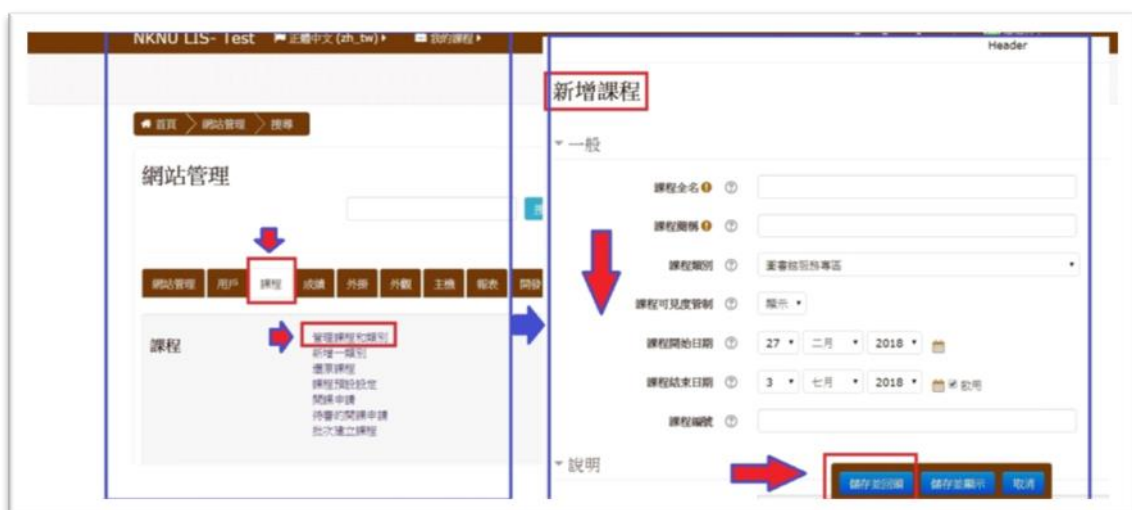 NKNU LIS- Test 正體中文 (zh_tw) 我的課程
首頁 網站管理 搜尋
網站管理
網站管理 用戶 課程 成績 外掛 外觀 主機 報表 開發
課程
管理課程和類別
新增一類別
還原課程
課程預設設定
開課申請
待審的開課申請
批次建立課程
Header
新增課程
一般
課程全名
課程簡稱
課程類別 圖書館服務專區
課程可見度管制 顯示
課程開始日期 27 二月 2018
課程結束日期 3 七月 2018 啟用
課程編號
說明
儲存並回頭 儲存並顯示 取消